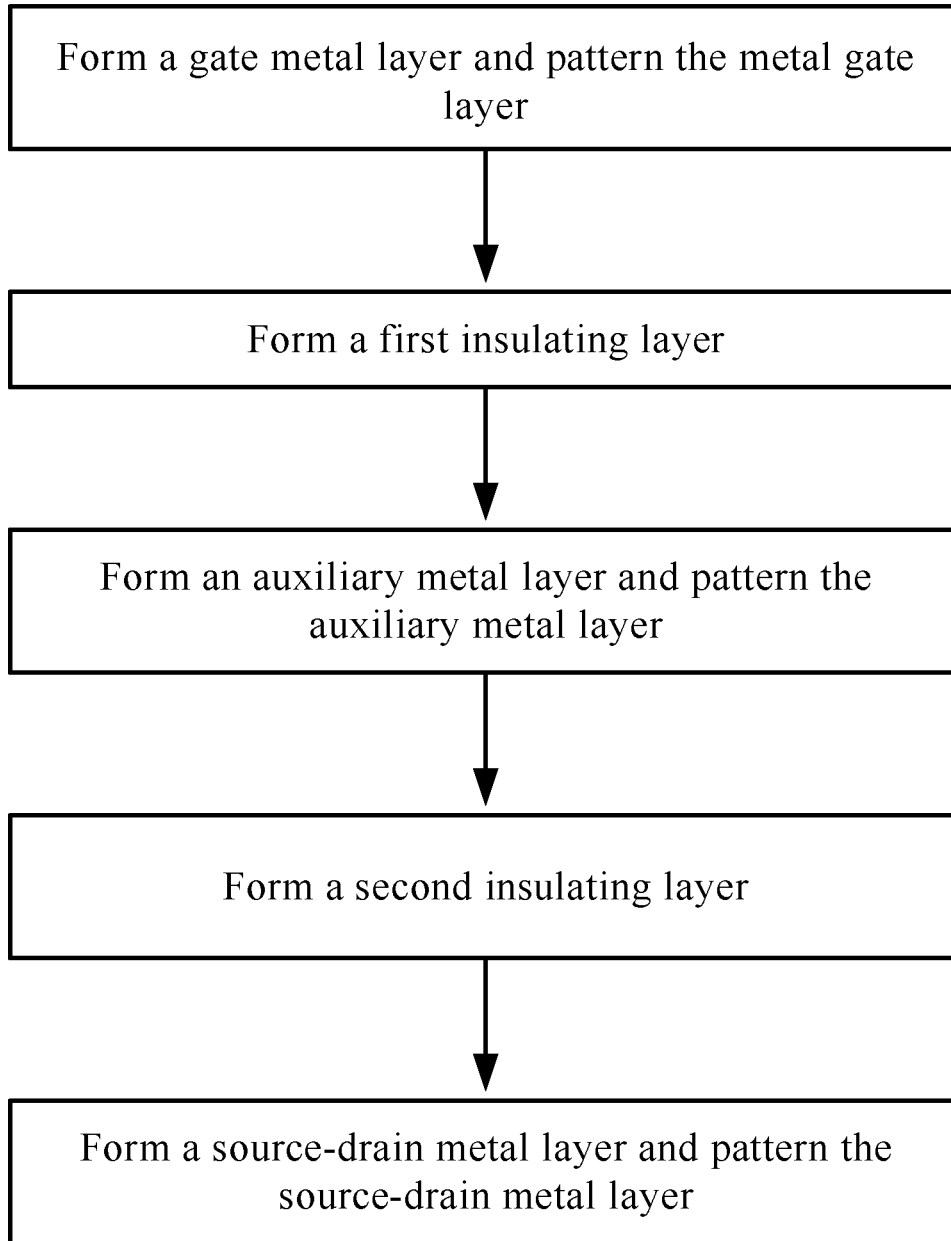 Form a gate metal layer and pattern the metal gate
layer
Form a first insulating layer
Form an auxiliary metal layer and pattern the
auxiliary metal layer
Form a second insulating layer
Form a source-drain metal layer and pattern the
source-drain metal layer